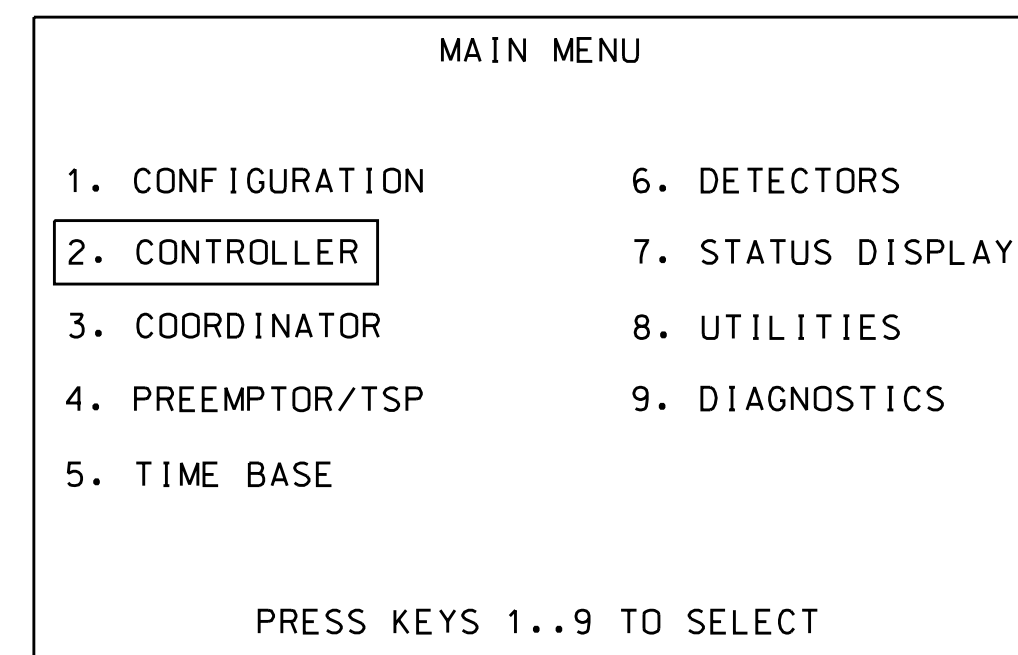 MAIN MENU
1. CONFIGURATION
2. CONTROLLER
3. COORDINATOR
4. PREEMPTOR/TSP
5. TIME BASE
6. DETECTORS
7. STATUS DISPLAY
8. UTILITIES
9. DIAGNOSTICS
PRESS KEYS 1..9 TO SELECT